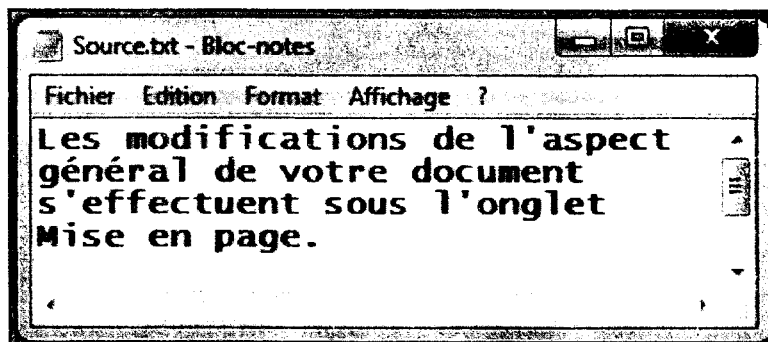 Source.txt - Bloc-notes
Fichier Edition Format Affichage ?
Les modifications de l'aspect
général de votre document
s'effectuent sous l'onglet
Mise en page.